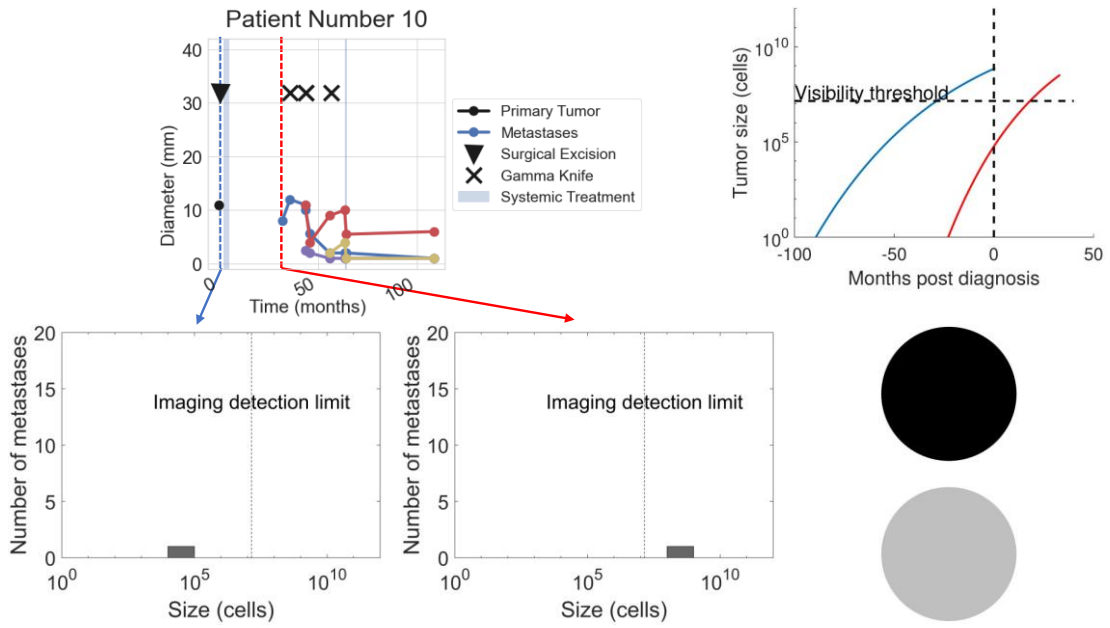 Patient Number 10
40
30
20
10
0
Diameter (mm)
0
50
100
Time (months)
Primary Tumor
Metastases
Surgical Excision
Gamma Knife
Systemic Treatment
10^10
10^5
10^0
Tumor size (cells)
Visibility threshold
-100
-50
0
50
Months post diagnosis
20
15
10
5
0
Number of metastases
Imaging detection limit
10^0
10^5
10^10
Size (cells)
20
15
10
5
0
Number of metastases
Imaging detection limit
10^0
10^5
10^10
Size (cells)